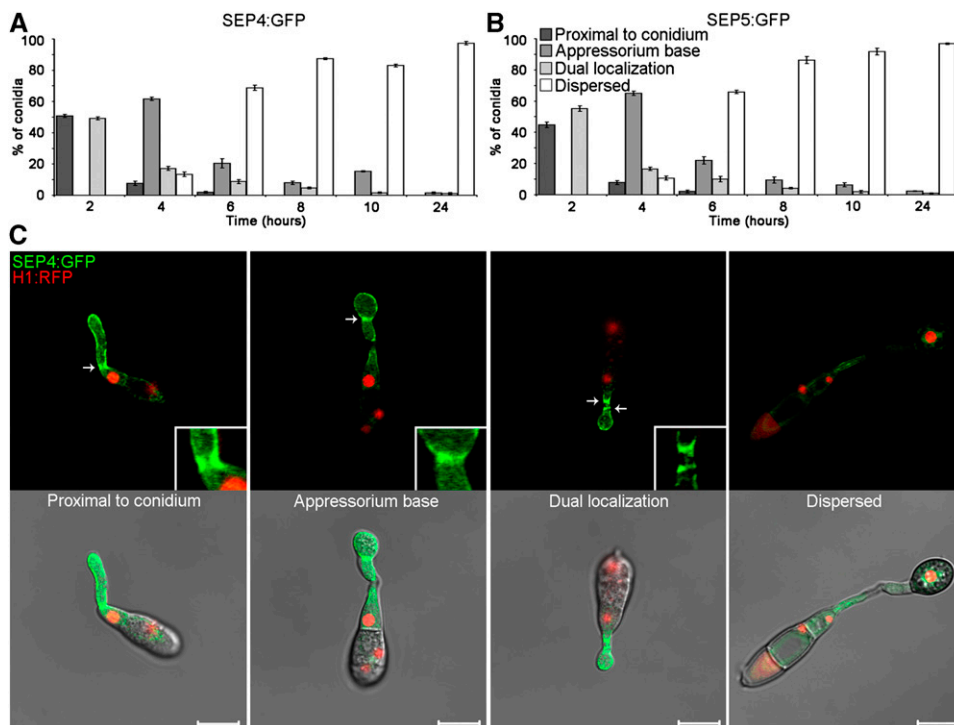 A
SEP4:GFP
% of conidia
100
80
60
40
20
0
2 4 6 8 10 24
Time (hours)
B
SEP5:GFP
Proximal to conidium
Appressorium base
Dual localization
Dispersed
% of conidia
100
80
60
40
20
0
2 4 6 8 10 24
Time (hours)
C
SEP4:GFP
H1:RFP
Proximal to conidium
Appressorium base
Dual localization
Dispersed